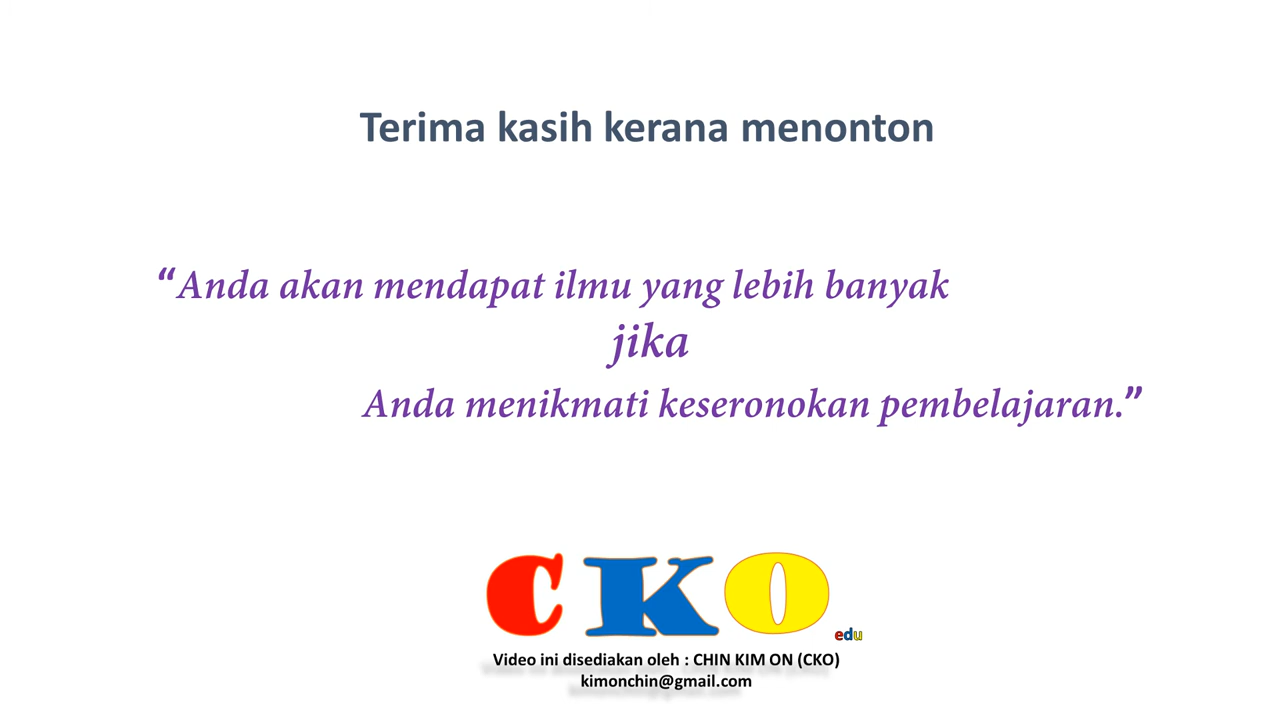 Terima kasih kerana menonton
“Anda akan mendapat ilmu yang lebih banyak
jika
Anda menikmati keseronokan pembelajaran.”
CKO edu
Video ini disediakan oleh : CHIN KIM ON (CKO)
kimonchin@gmail.com